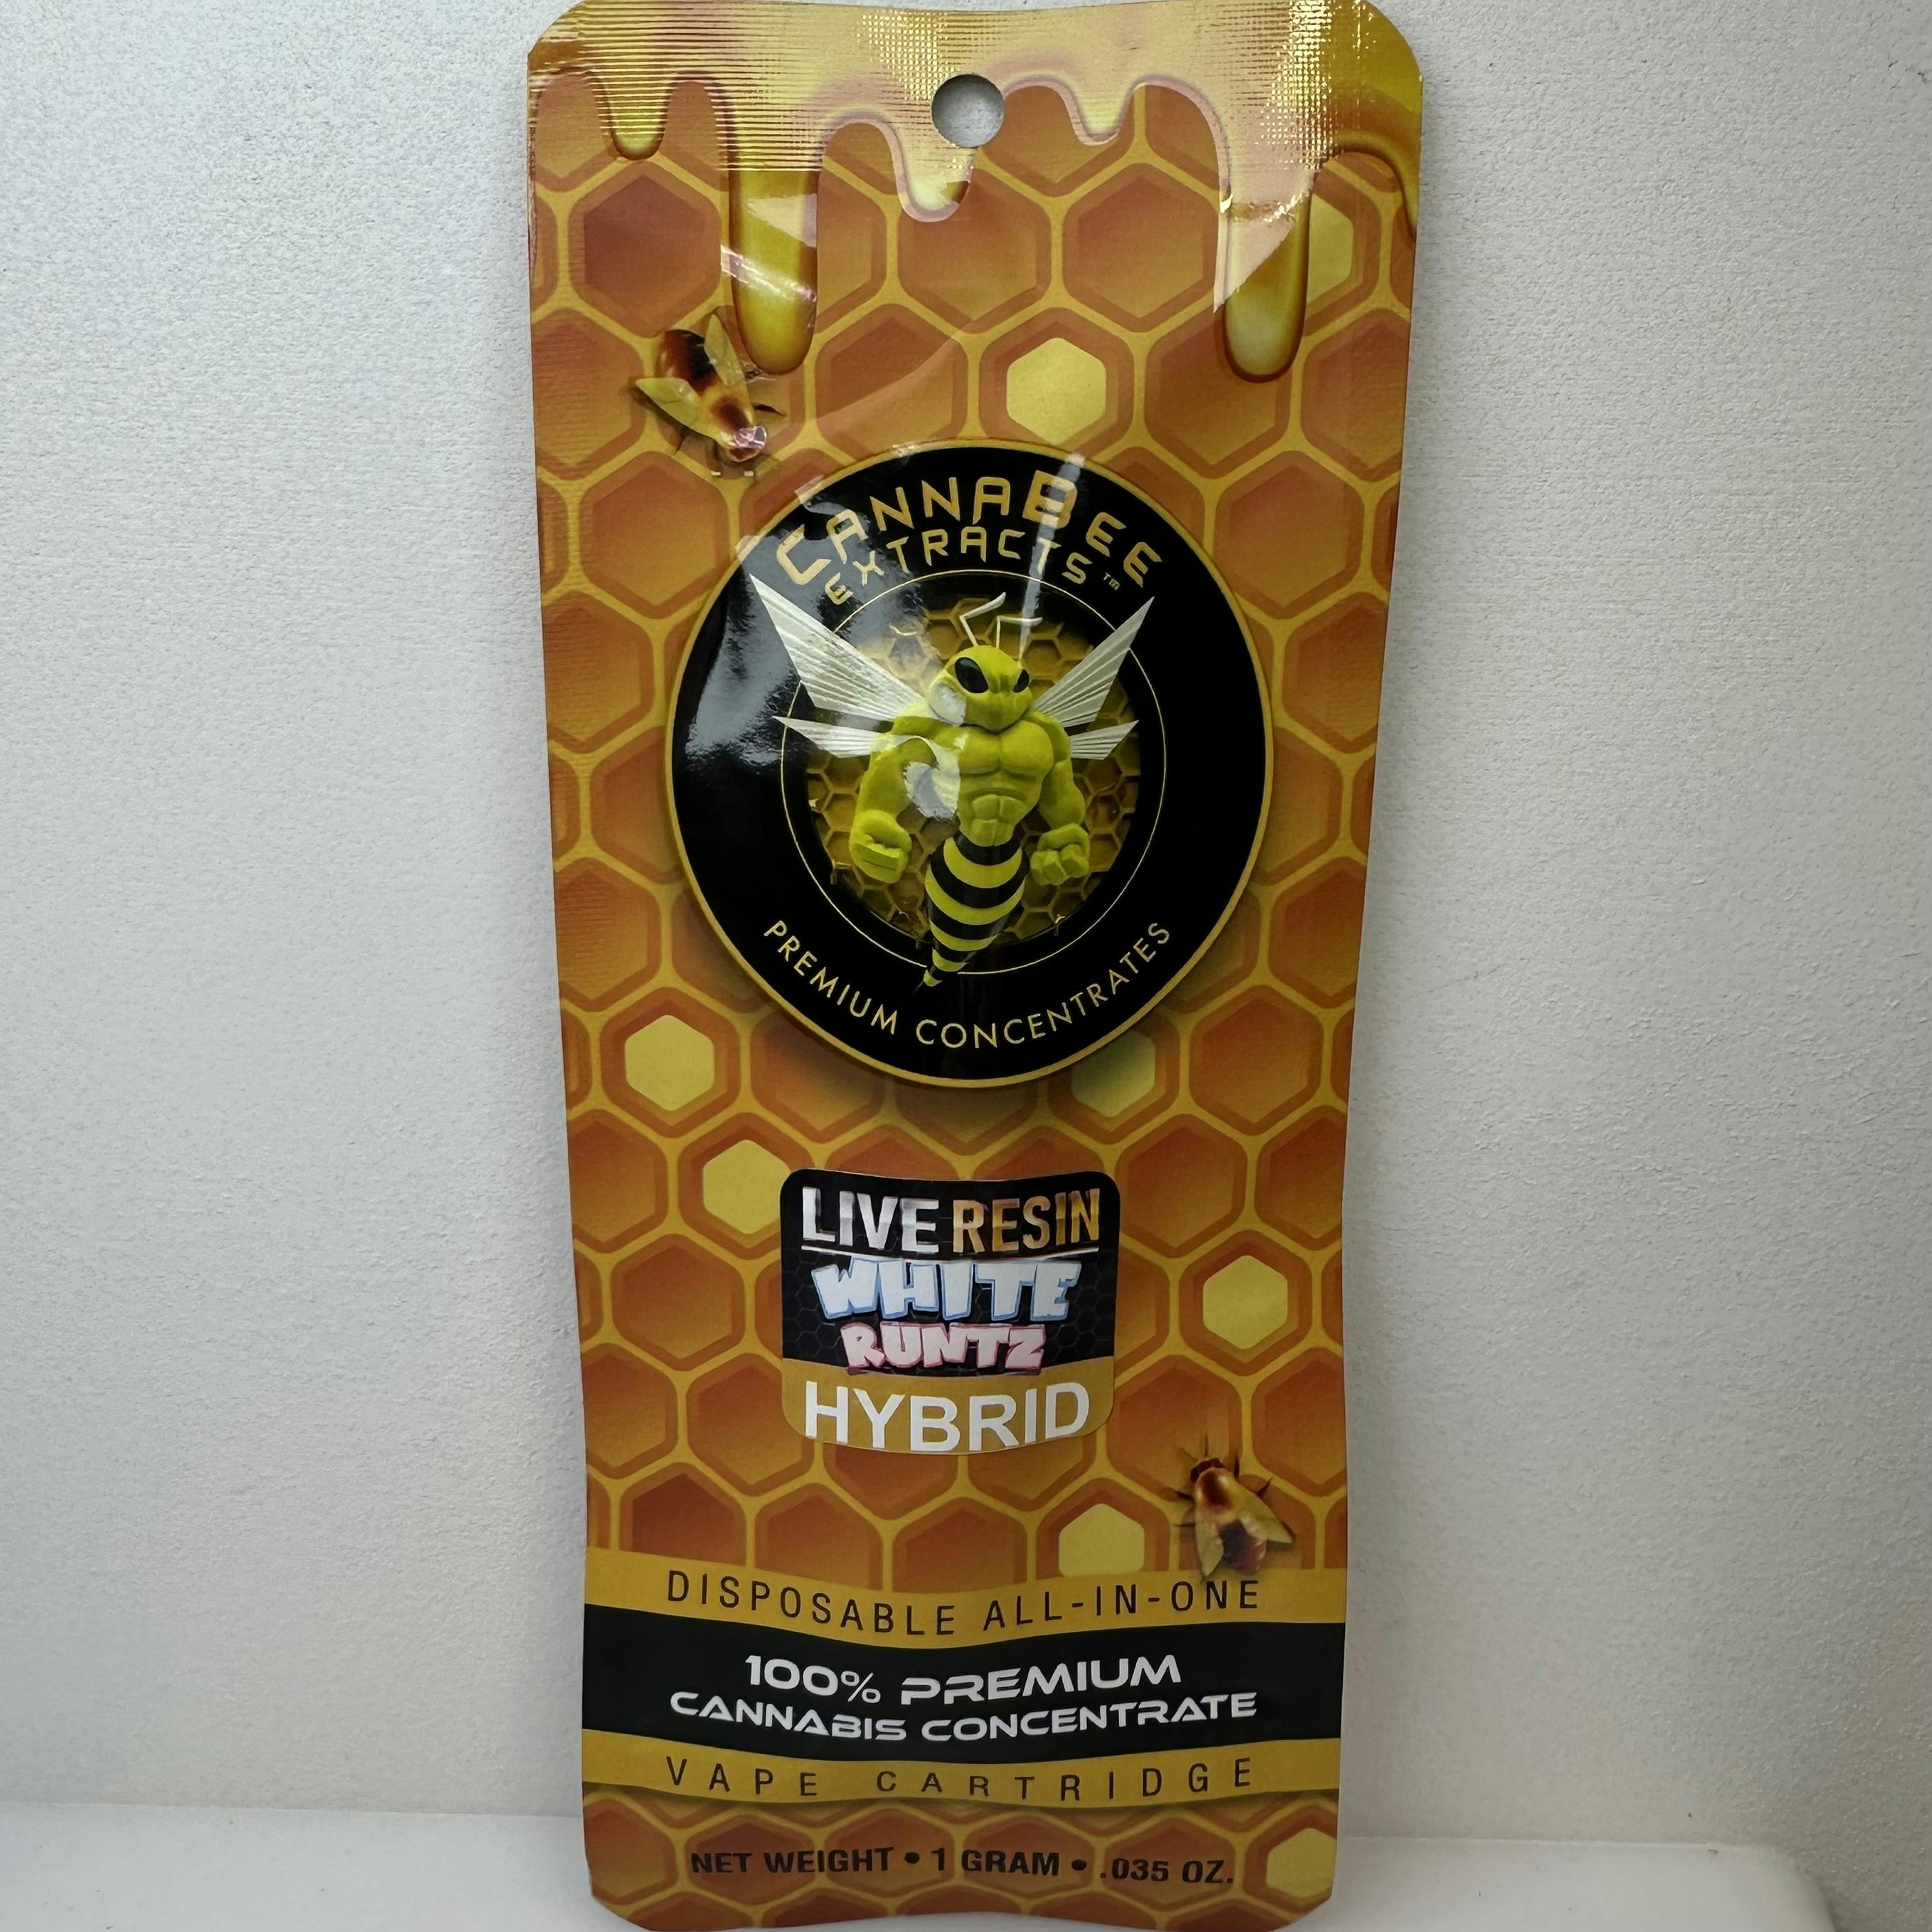 CANNABEE
EXTRACTS™
PREMIUM CONCENTRATES
LIVE RESIN
WHITE
RUNTZ
HYBRID
DISPOSABLE ALL-IN-ONE
100% PREMIUM
CANNABIS CONCENTRATE
VAPE CARTRIDGE
NET WEIGHT • 1 GRAM • .035 OZ.